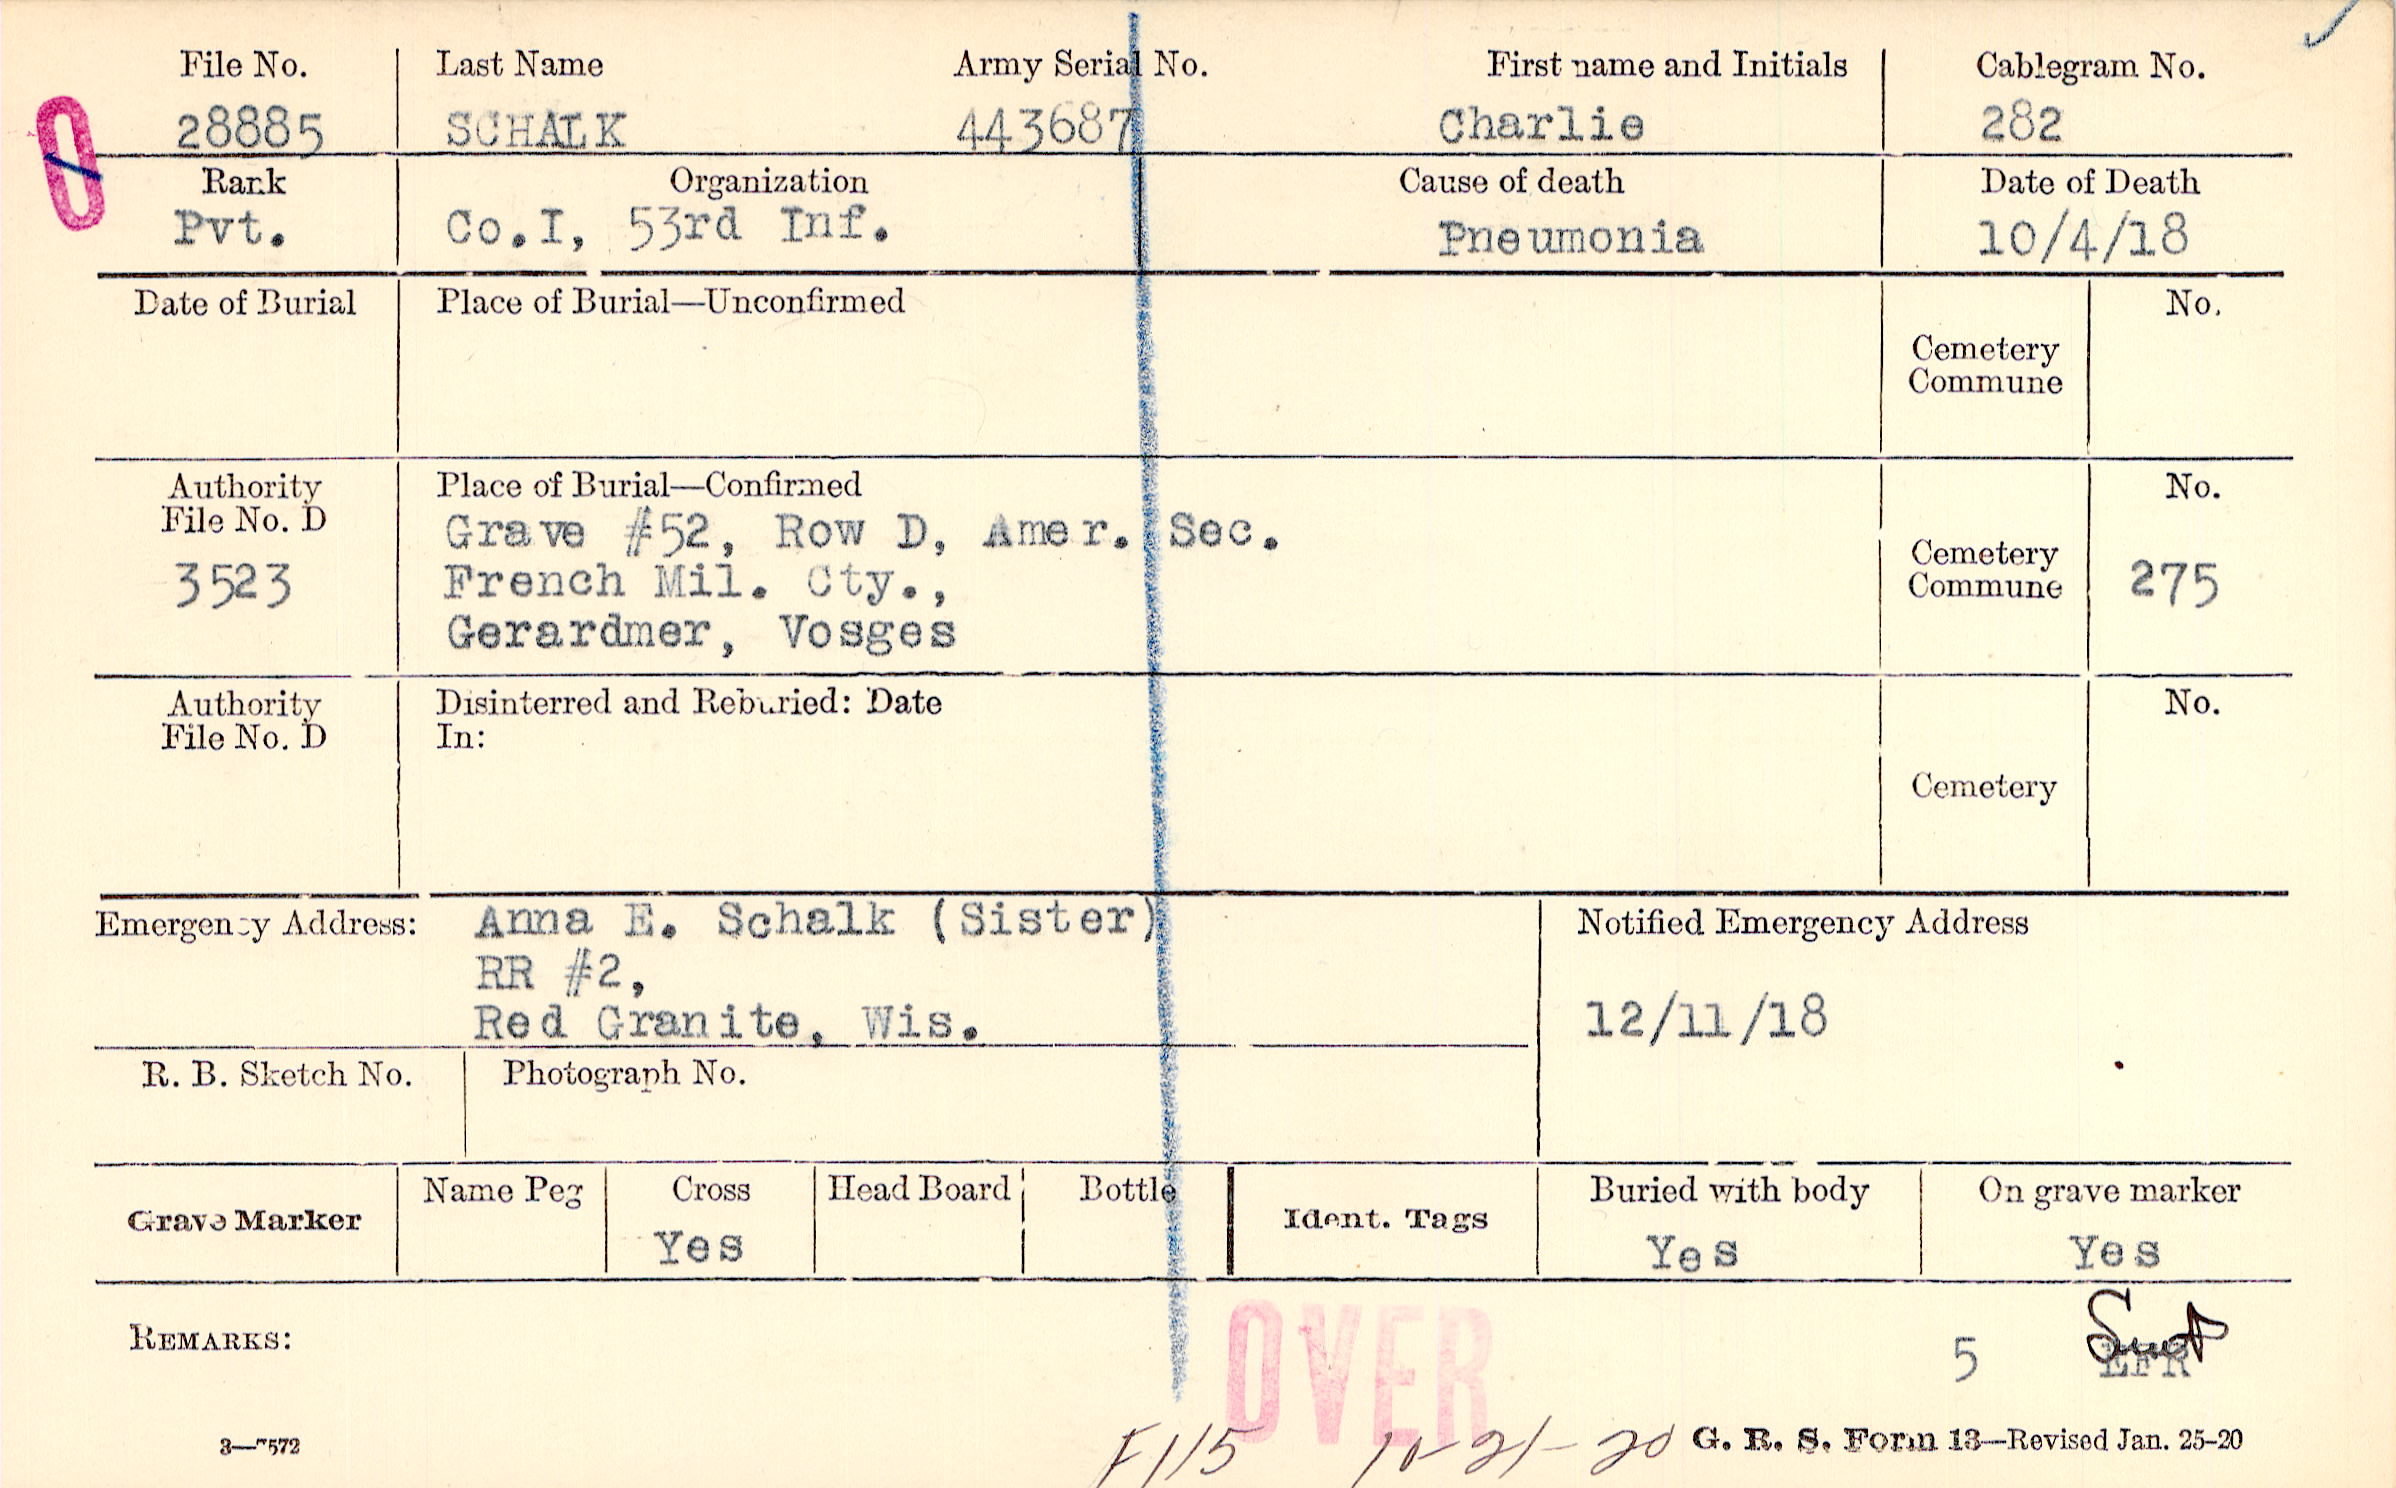 File No. Last Name Army Serial No. First name and Initials Cablegram No.
28885 SCHALK 443687 Charlie 282
Rank Organization Cause of death Date of Death
Pvt. Co.I, 53rd Inf. Pneumonia 10/4/18
Date of Burial Place of Burial—Unconfirmed No.
Cemetery
Commune
Authority Place of Burial—Confirmed No.
File No. D Grave #52, Row D, Amer. Sec. Cemetery
3523 French Mil. Cty., Commune 275
Gerardmer, Vosges
Authority Disinterred and Reburied: Date No.
File No. D In:
Cemetery
Emergency Address: Anna E. Schalk (Sister) Notified Emergency Address
RR #2,
Red Granite, Wis. 12/11/18
R. B. Sketch No. Photograph No.
Grave Marker Name Peg Cross Head Board Bottle Ident. Tags Buried with body On grave marker
Yes Yes Yes
REMARKS: OVER 5 EFR
3—7572 F115 10-21-20 G. R. S. Form 13—Revised Jan. 25-20